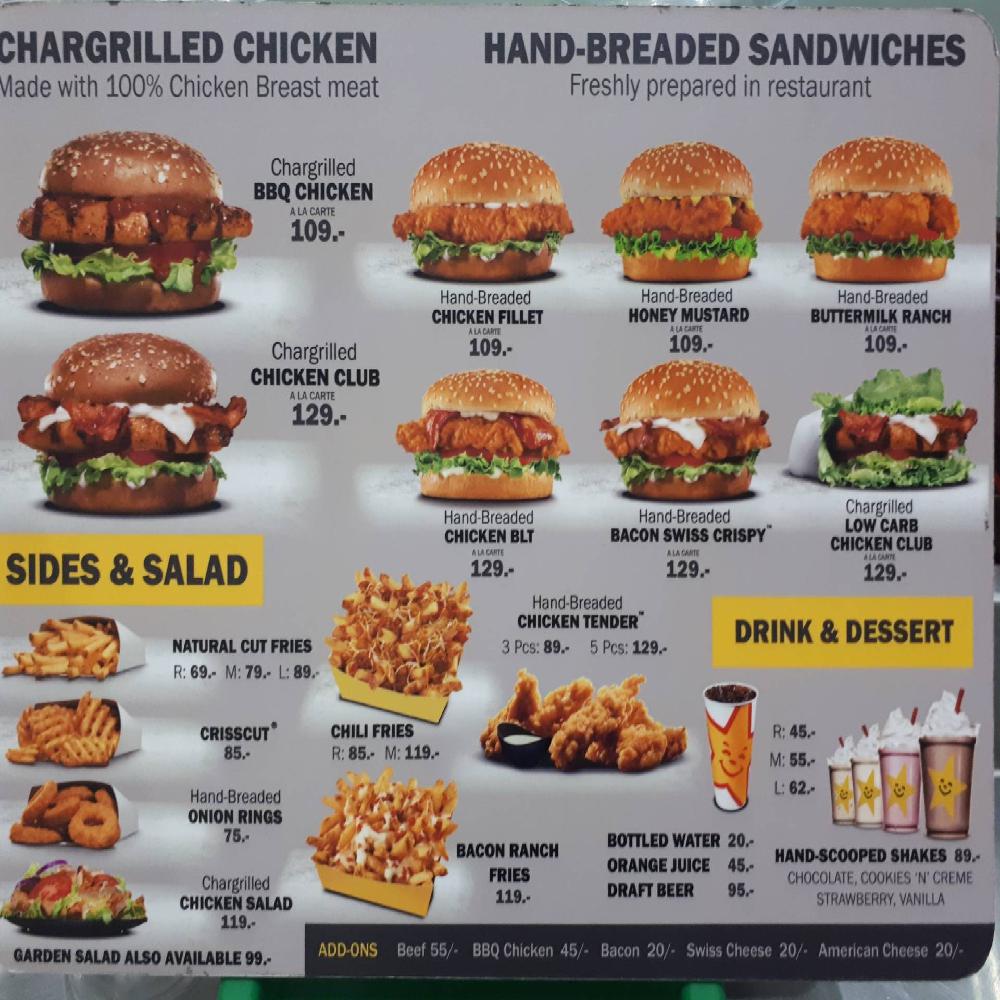 CHARGRILLED CHICKEN
Made with 100% Chicken Breast meat
Chargrilled
BBQ CHICKEN
A LA CARTE
109.-
Chargrilled
CHICKEN CLUB
A LA CARTE
129.-
HAND-BREADED SANDWICHES
Freshly prepared in restaurant
Hand-Breaded
CHICKEN FILLET
A LA CARTE
109.-
Hand-Breaded
HONEY MUSTARD
A LA CARTE
109.-
Hand-Breaded
BUTTERMILK RANCH
A LA CARTE
109.-
Hand-Breaded
CHICKEN BLT
A LA CARTE
129.-
Hand-Breaded
BACON SWISS CRISPY™
A LA CARTE
129.-
Chargrilled
LOW CARB
CHICKEN CLUB
A LA CARTE
129.-
SIDES & SALAD
NATURAL CUT FRIES
R: 69.- M: 79.- L: 89.-
CRISSCUT®
85.-
Hand-Breaded
ONION RINGS
75.-
Chargrilled
CHICKEN SALAD
119.-
GARDEN SALAD ALSO AVAILABLE 99.-
CHILI FRIES
R: 85.- M: 119.-
BACON RANCH
FRIES
119.-
Hand-Breaded
CHICKEN TENDER™
3 Pcs: 89.- 5 Pcs: 129.-
DRINK & DESSERT
R: 45.-
M: 55.-
L: 62.-
BOTTLED WATER 20.-
ORANGE JUICE 45.-
DRAFT BEER 95.-
HAND-SCOOPED SHAKES 89.-
CHOCOLATE, COOKIES 'N' CREME
STRAWBERRY, VANILLA
ADD-ONS Beef 55/- BBQ Chicken 45/- Bacon 20/- Swiss Cheese 20/- American Cheese 20/-